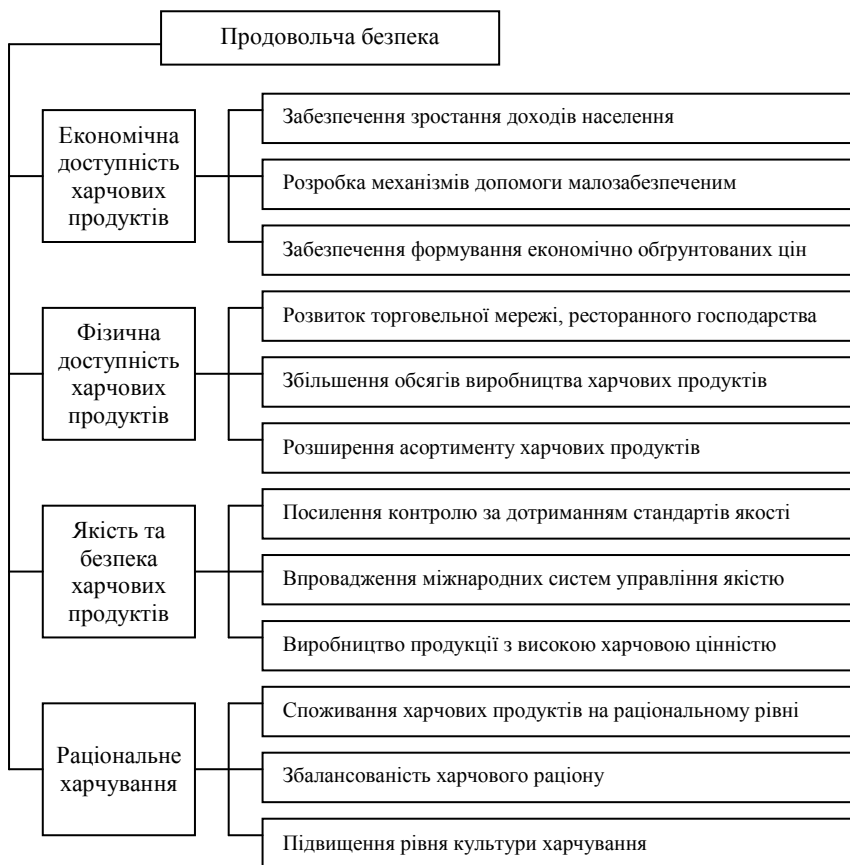 Продовольча безпека
Економічна
доступність
харчових
продуктів
Забезпечення зростання доходів населення
Розробка механізмів допомоги малозабезпеченим
Забезпечення формування економічно обґрунтованих цін
Фізична
доступність
харчових
продуктів
Розвиток торговельної мережі, ресторанного господарства
Збільшення обсягів виробництва харчових продуктів
Розширення асортименту харчових продуктів
Якість та
безпека
харчових
продуктів
Посилення контролю за дотриманням стандартів якості
Впровадження міжнародних систем управління якістю
Виробництво продукції з високою харчовою цінністю
Раціональне
харчування
Споживання харчових продуктів на раціональному рівні
Збалансованість харчового раціону
Підвищення рівня культури харчування